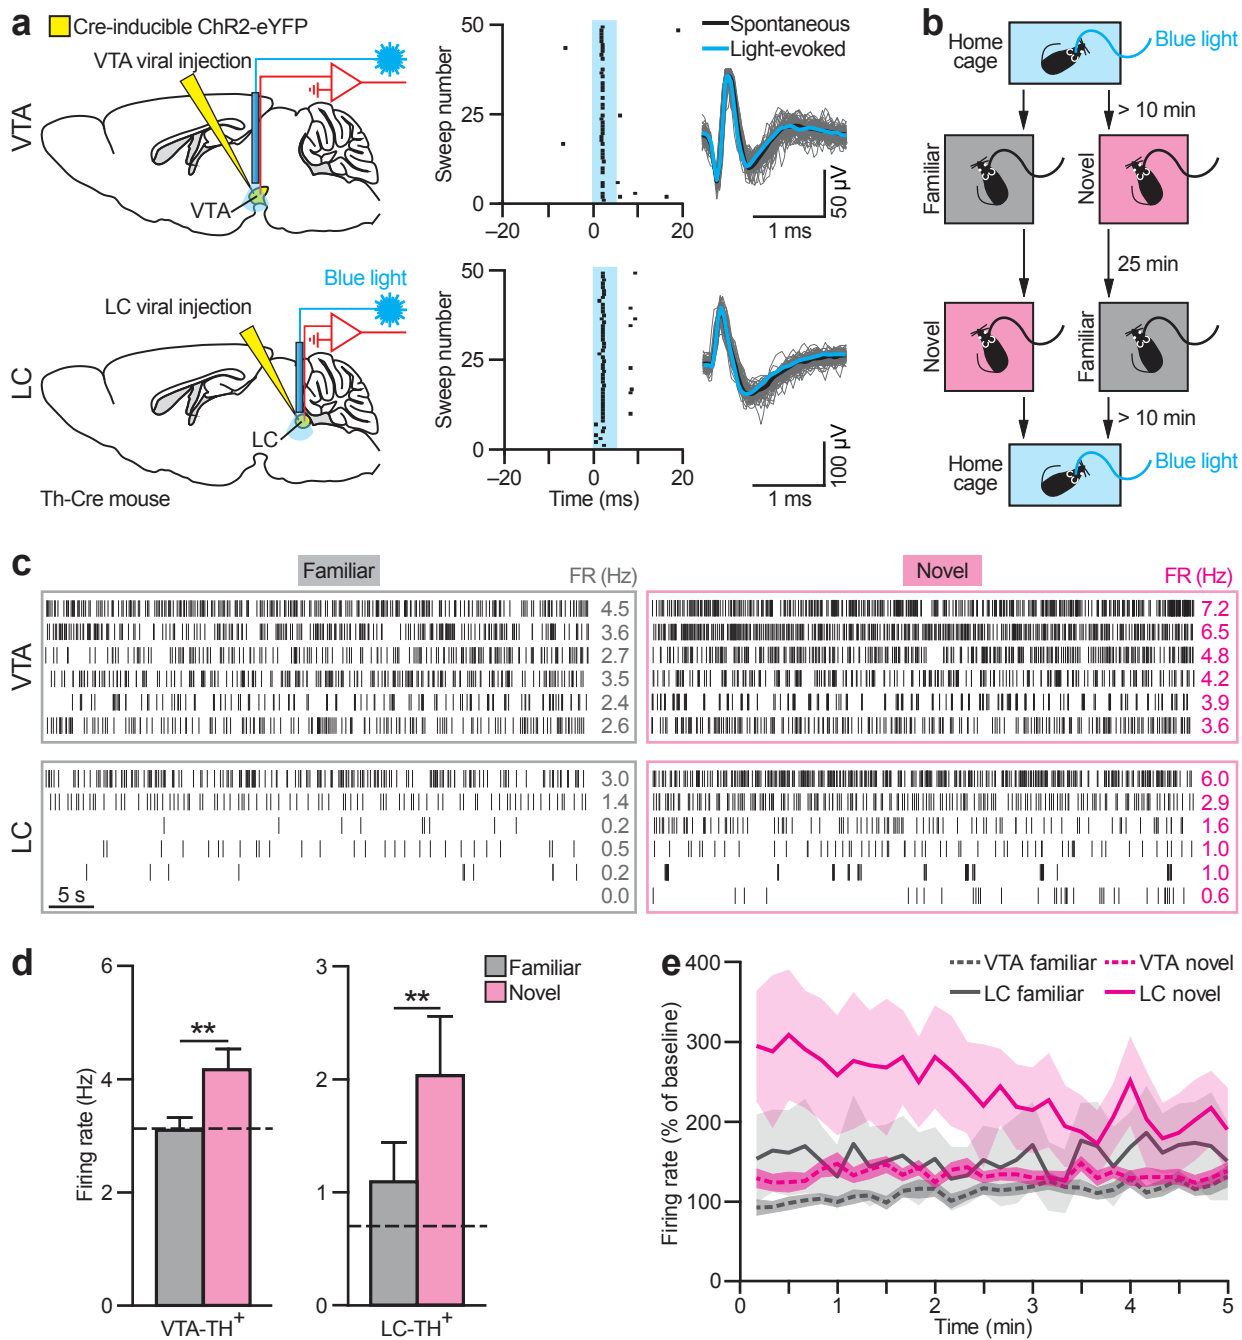 a
Cre-inducible ChR2-eYFP
VTA viral injection
VTA
VTA
Sweep number
50
25
0
–20
0
20
Spontaneous
Light-evoked
50 µV
1 ms
Blue light
LC viral injection
LC
LC
Th-Cre mouse
Sweep number
50
25
0
–20
0
20
Time (ms)
100 µV
1 ms
b
Home cage
Blue light
> 10 min
Familiar
Novel
25 min
Novel
Familiar
> 10 min
Home cage
Blue light
c
Familiar
FR (Hz)
Novel
FR (Hz)
VTA
4.5
3.6
2.7
3.5
2.4
2.6
7.2
6.5
4.8
4.2
3.9
3.6
LC
3.0
1.4
0.2
0.5
0.2
0.0
5 s
6.0
2.9
1.6
1.0
1.0
0.6
d
Firing rate (Hz)
6
4
2
0
**
VTA-TH+
3
2
1
0
**
LC-TH+
Familiar
Novel
e
Firing rate (% of baseline)
400
300
200
100
0
VTA familiar
VTA novel
LC familiar
LC novel
0
1
2
3
4
5
Time (min)